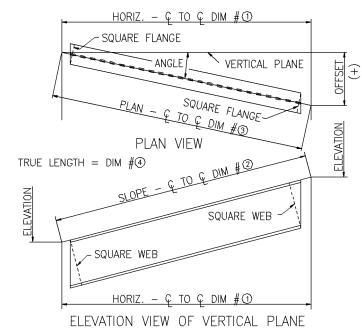 HORIZ. - ℄ TO ℄ DIM #①
SQUARE FLANGE
ANGLE
VERTICAL PLANE
OFFSET
(+)
SQUARE FLANGE
PLAN - ℄ TO ℄ DIM #③
PLAN VIEW
TRUE LENGTH = DIM #④
SLOPE - ℄ TO ℄ DIM #②
ELEVATION
ELEVATION
SQUARE WEB
SQUARE WEB
HORIZ. - ℄ TO ℄ DIM #①
ELEVATION VIEW OF VERTICAL PLANE